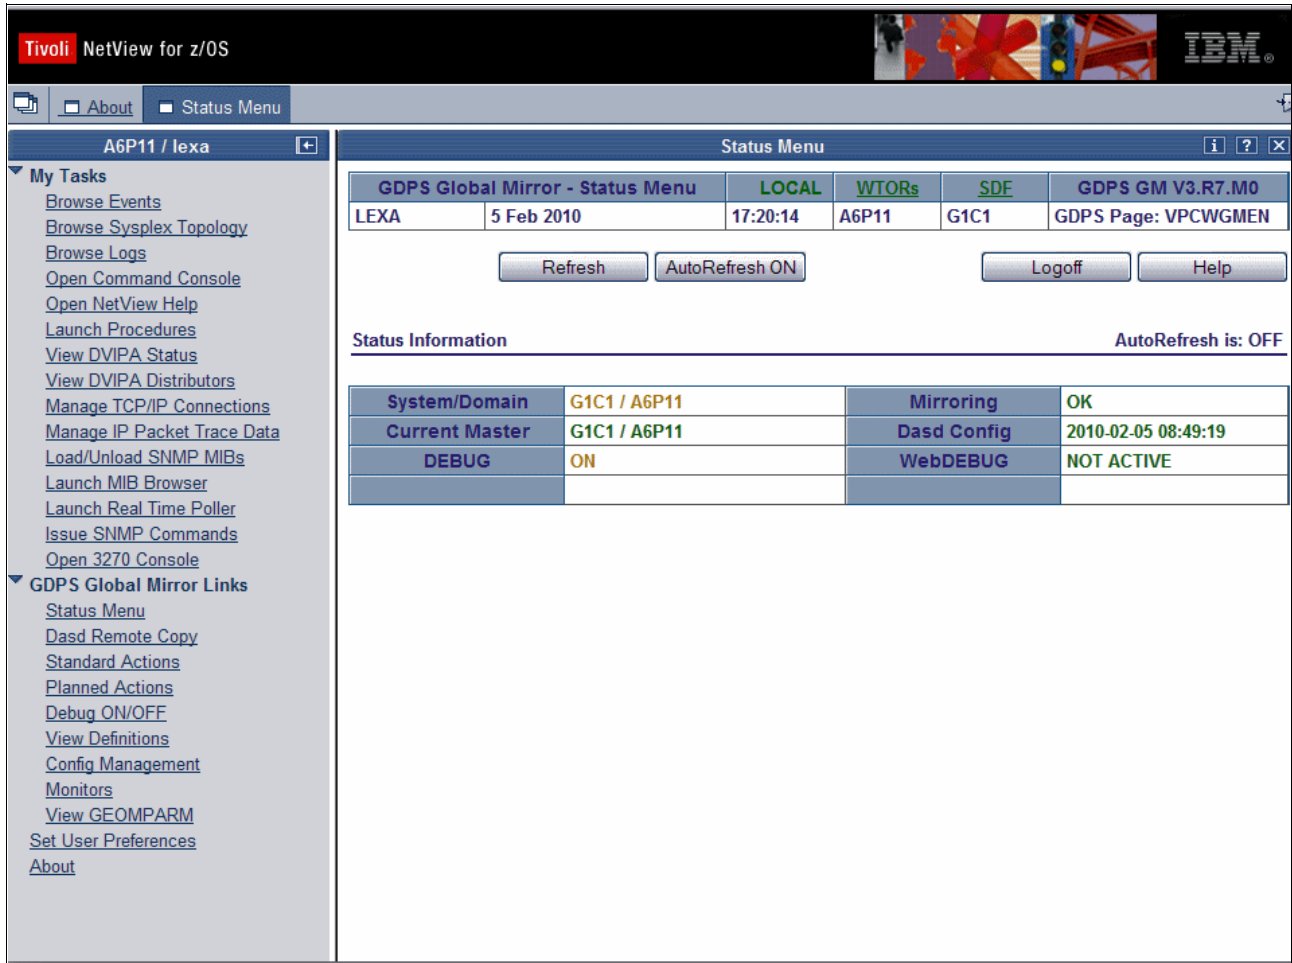 Tivoli NetView for z/OS
IBM®
About Status Menu
A6P11 / lexa
My Tasks
Browse Events
Browse Sysplex Topology
Browse Logs
Open Command Console
Open NetView Help
Launch Procedures
View DVIPA Status
View DVIPA Distributors
Manage TCP/IP Connections
Manage IP Packet Trace Data
Load/Unload SNMP MIBs
Launch MIB Browser
Launch Real Time Poller
Issue SNMP Commands
Open 3270 Console
GDPS Global Mirror Links
Status Menu
Dasd Remote Copy
Standard Actions
Planned Actions
Debug ON/OFF
View Definitions
Config Management
Monitors
View GEOMPARM
Set User Preferences
About
Status Menu
GDPS Global Mirror - Status Menu LOCAL WTORs SDF GDPS GM V3.R7.M0
LEXA 5 Feb 2010 17:20:14 A6P11 G1C1 GDPS Page: VPCWGMEN
Refresh AutoRefresh ON Logoff Help
Status Information AutoRefresh is: OFF
System/Domain G1C1 / A6P11 Mirroring OK
Current Master G1C1 / A6P11 Dasd Config 2010-02-05 08:49:19
DEBUG ON WebDEBUG NOT ACTIVE